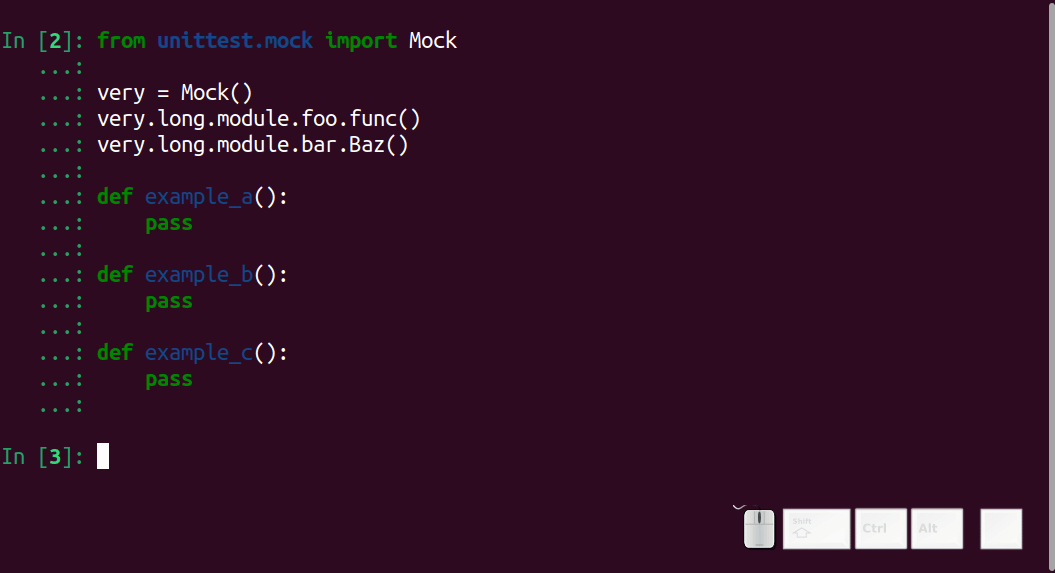 In [2]: from unittest.mock import Mock
...:
...: very = Mock()
...: very.long.module.foo.func()
...: very.long.module.bar.Baz()
...:
...: def example_a():
...:     pass
...:
...: def example_b():
...:     pass
...:
...: def example_c():
...:     pass
...:
In [3]:
Shift Ctrl Alt